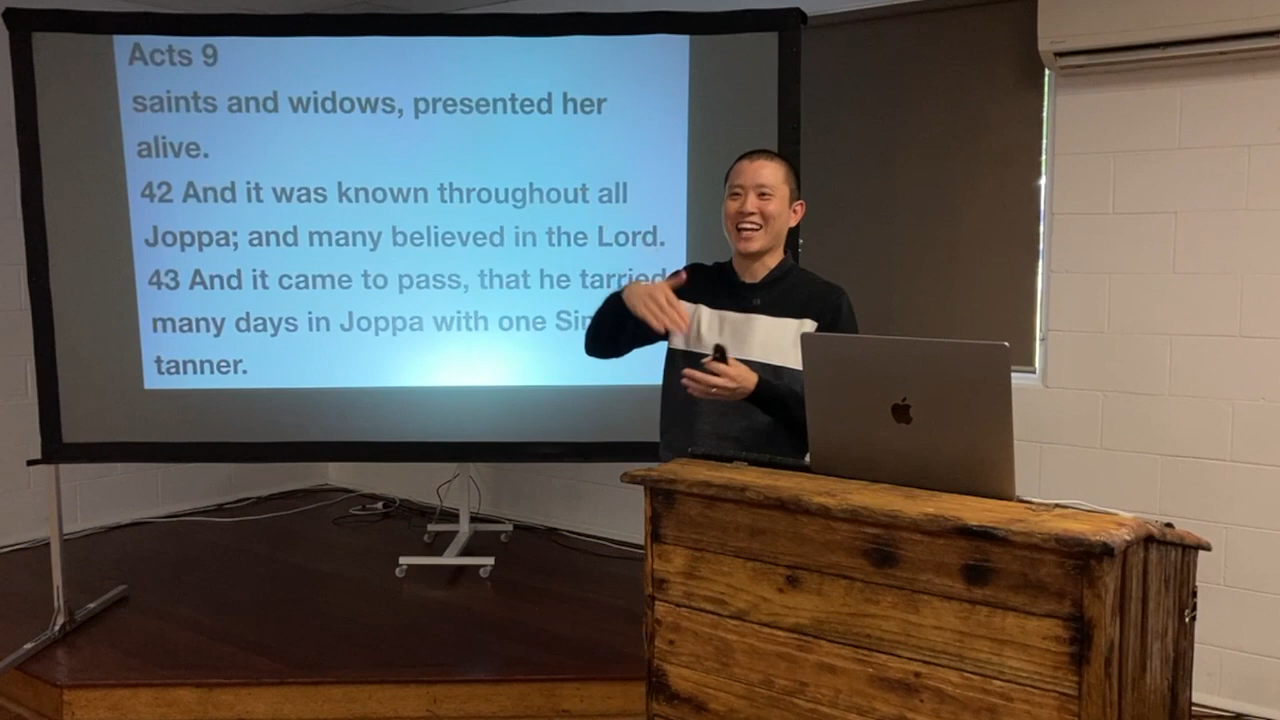 Acts 9
saints and widows, presented her
alive.
42 And it was known throughout all
Joppa; and many believed in the Lord.
43 And it came to pass, that he tarried
many days in Joppa with one
tanner.